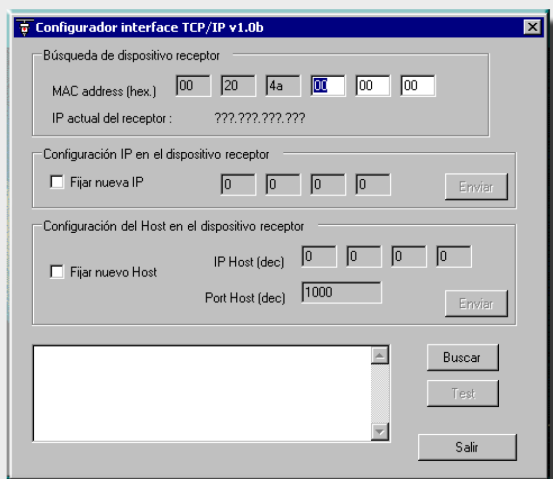 Configurador interface TCP/IP v1.0b
Búsqueda de dispositivo receptor
MAC address (hex.) 00 20 4a 00 00 00
IP actual del receptor : ???.???.???.???
Configuración IP en el dispositivo receptor
Fijar nueva IP 0 0 0 0 Enviar
Configuración del Host en el dispositivo receptor
IP Host (dec) 0 0 0 0
Fijar nuevo Host
Port Host (dec) 1000 Enviar
Buscar
Test
Salir